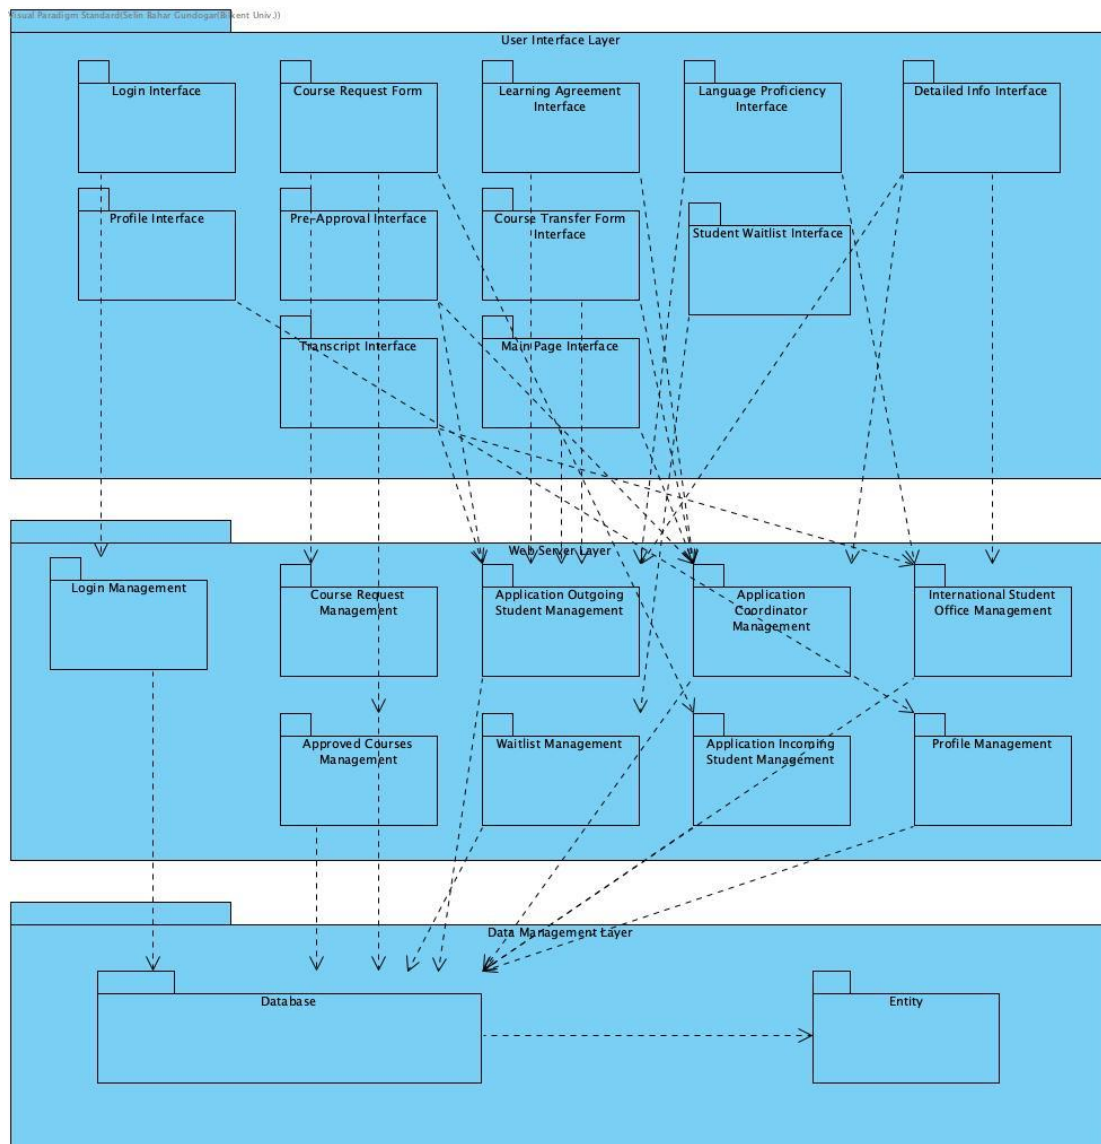 Visual Paradigm Standard(Selin Bahar Gundogar(Bilkent Univ.))
User Interface Layer
Login Interface
Course Request Form
Learning Agreement
Interface
Language Proficiency
Interface
Detailed Info Interface
Profile Interface
Pre-Approval Interface
Course Transfer Form
Interface
Student Waitlist Interface
Transcript Interface
Main Page Interface
Web Server Layer
Login Management
Course Request
Management
Application Outgoing
Student Management
Application
Coordinator
Management
International Student
Office Management
Approved Courses
Management
Waitlist Management
Application Incoming
Student Management
Profile Management
Data Management Layer
Database
Entity